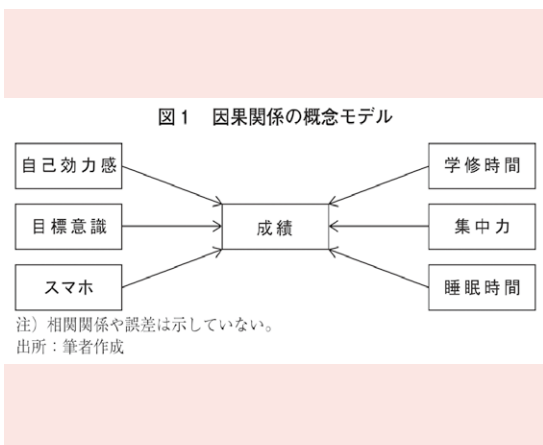 図1　因果関係の概念モデル
自己効力感
学修時間
目標意識
成績
集中力
スマホ
睡眠時間
注）相関関係や誤差は示していない。
出所：筆者作成